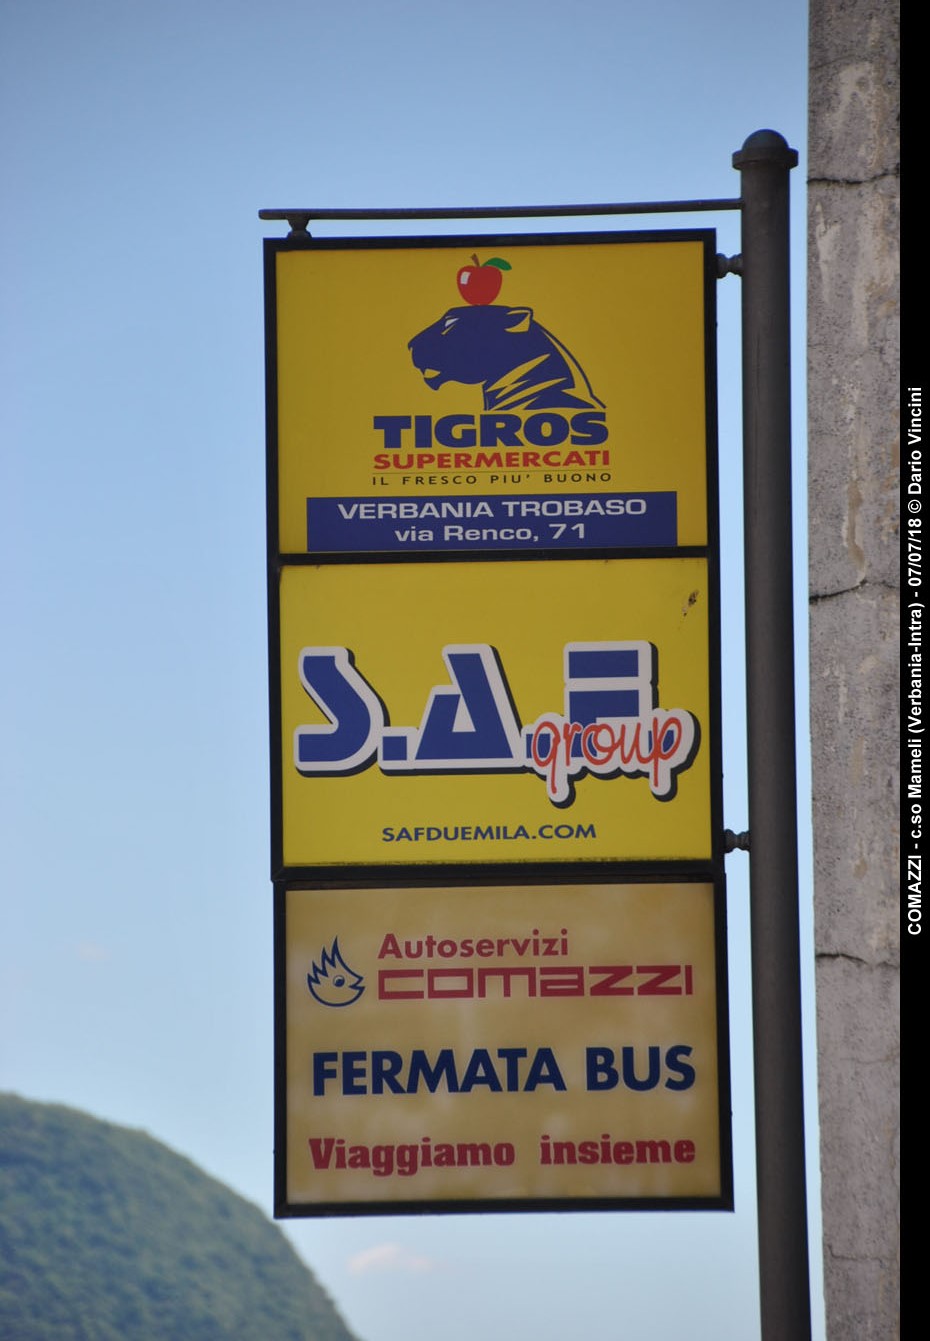 TIGROS
SUPERMERCATI
IL FRESCO PIU' BUONO
VERBANIA TROBASO
via Renco, 71
S.A.F.
group
SAFDUEMILA.COM
Autoservizi
COMAZZI
FERMATA BUS
Viaggiamo insieme
COMAZZI - c.so Mameli (Verbania-Intra) - 07/07/18 © Dario Vincini